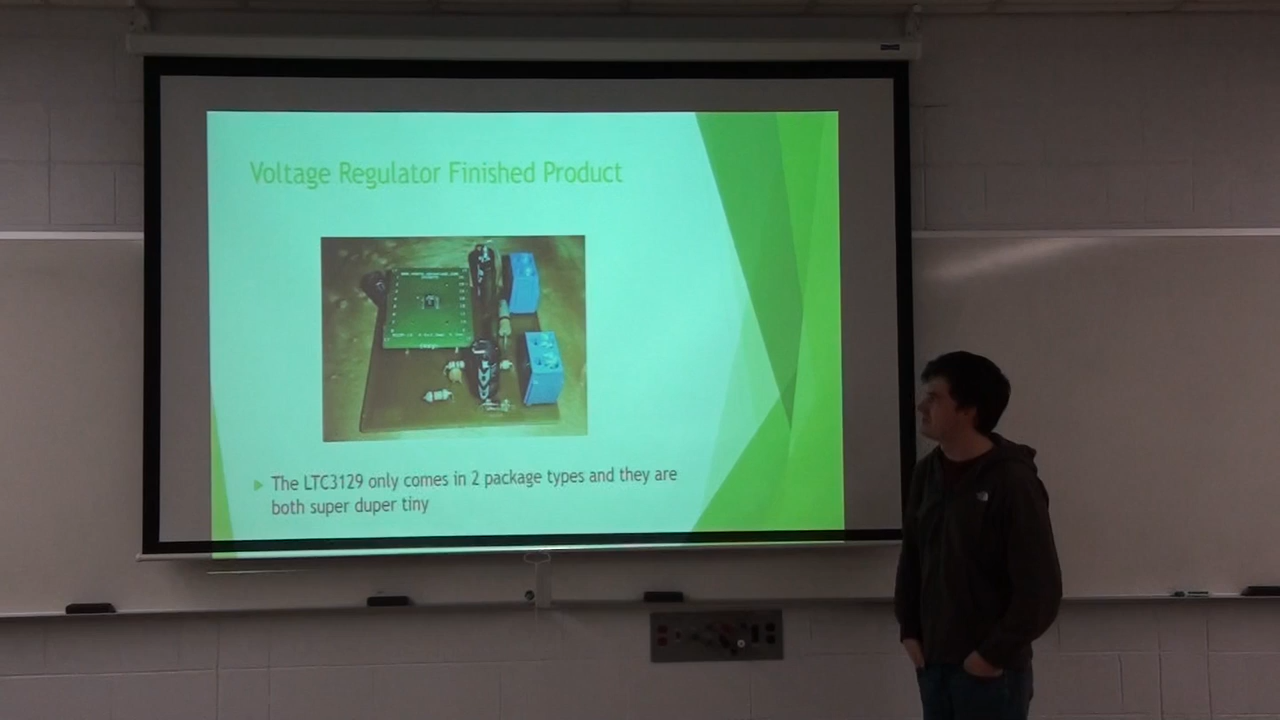 Voltage Regulator Finished Product
The LTC3129 only comes in 2 package types and they are
both super duper tiny